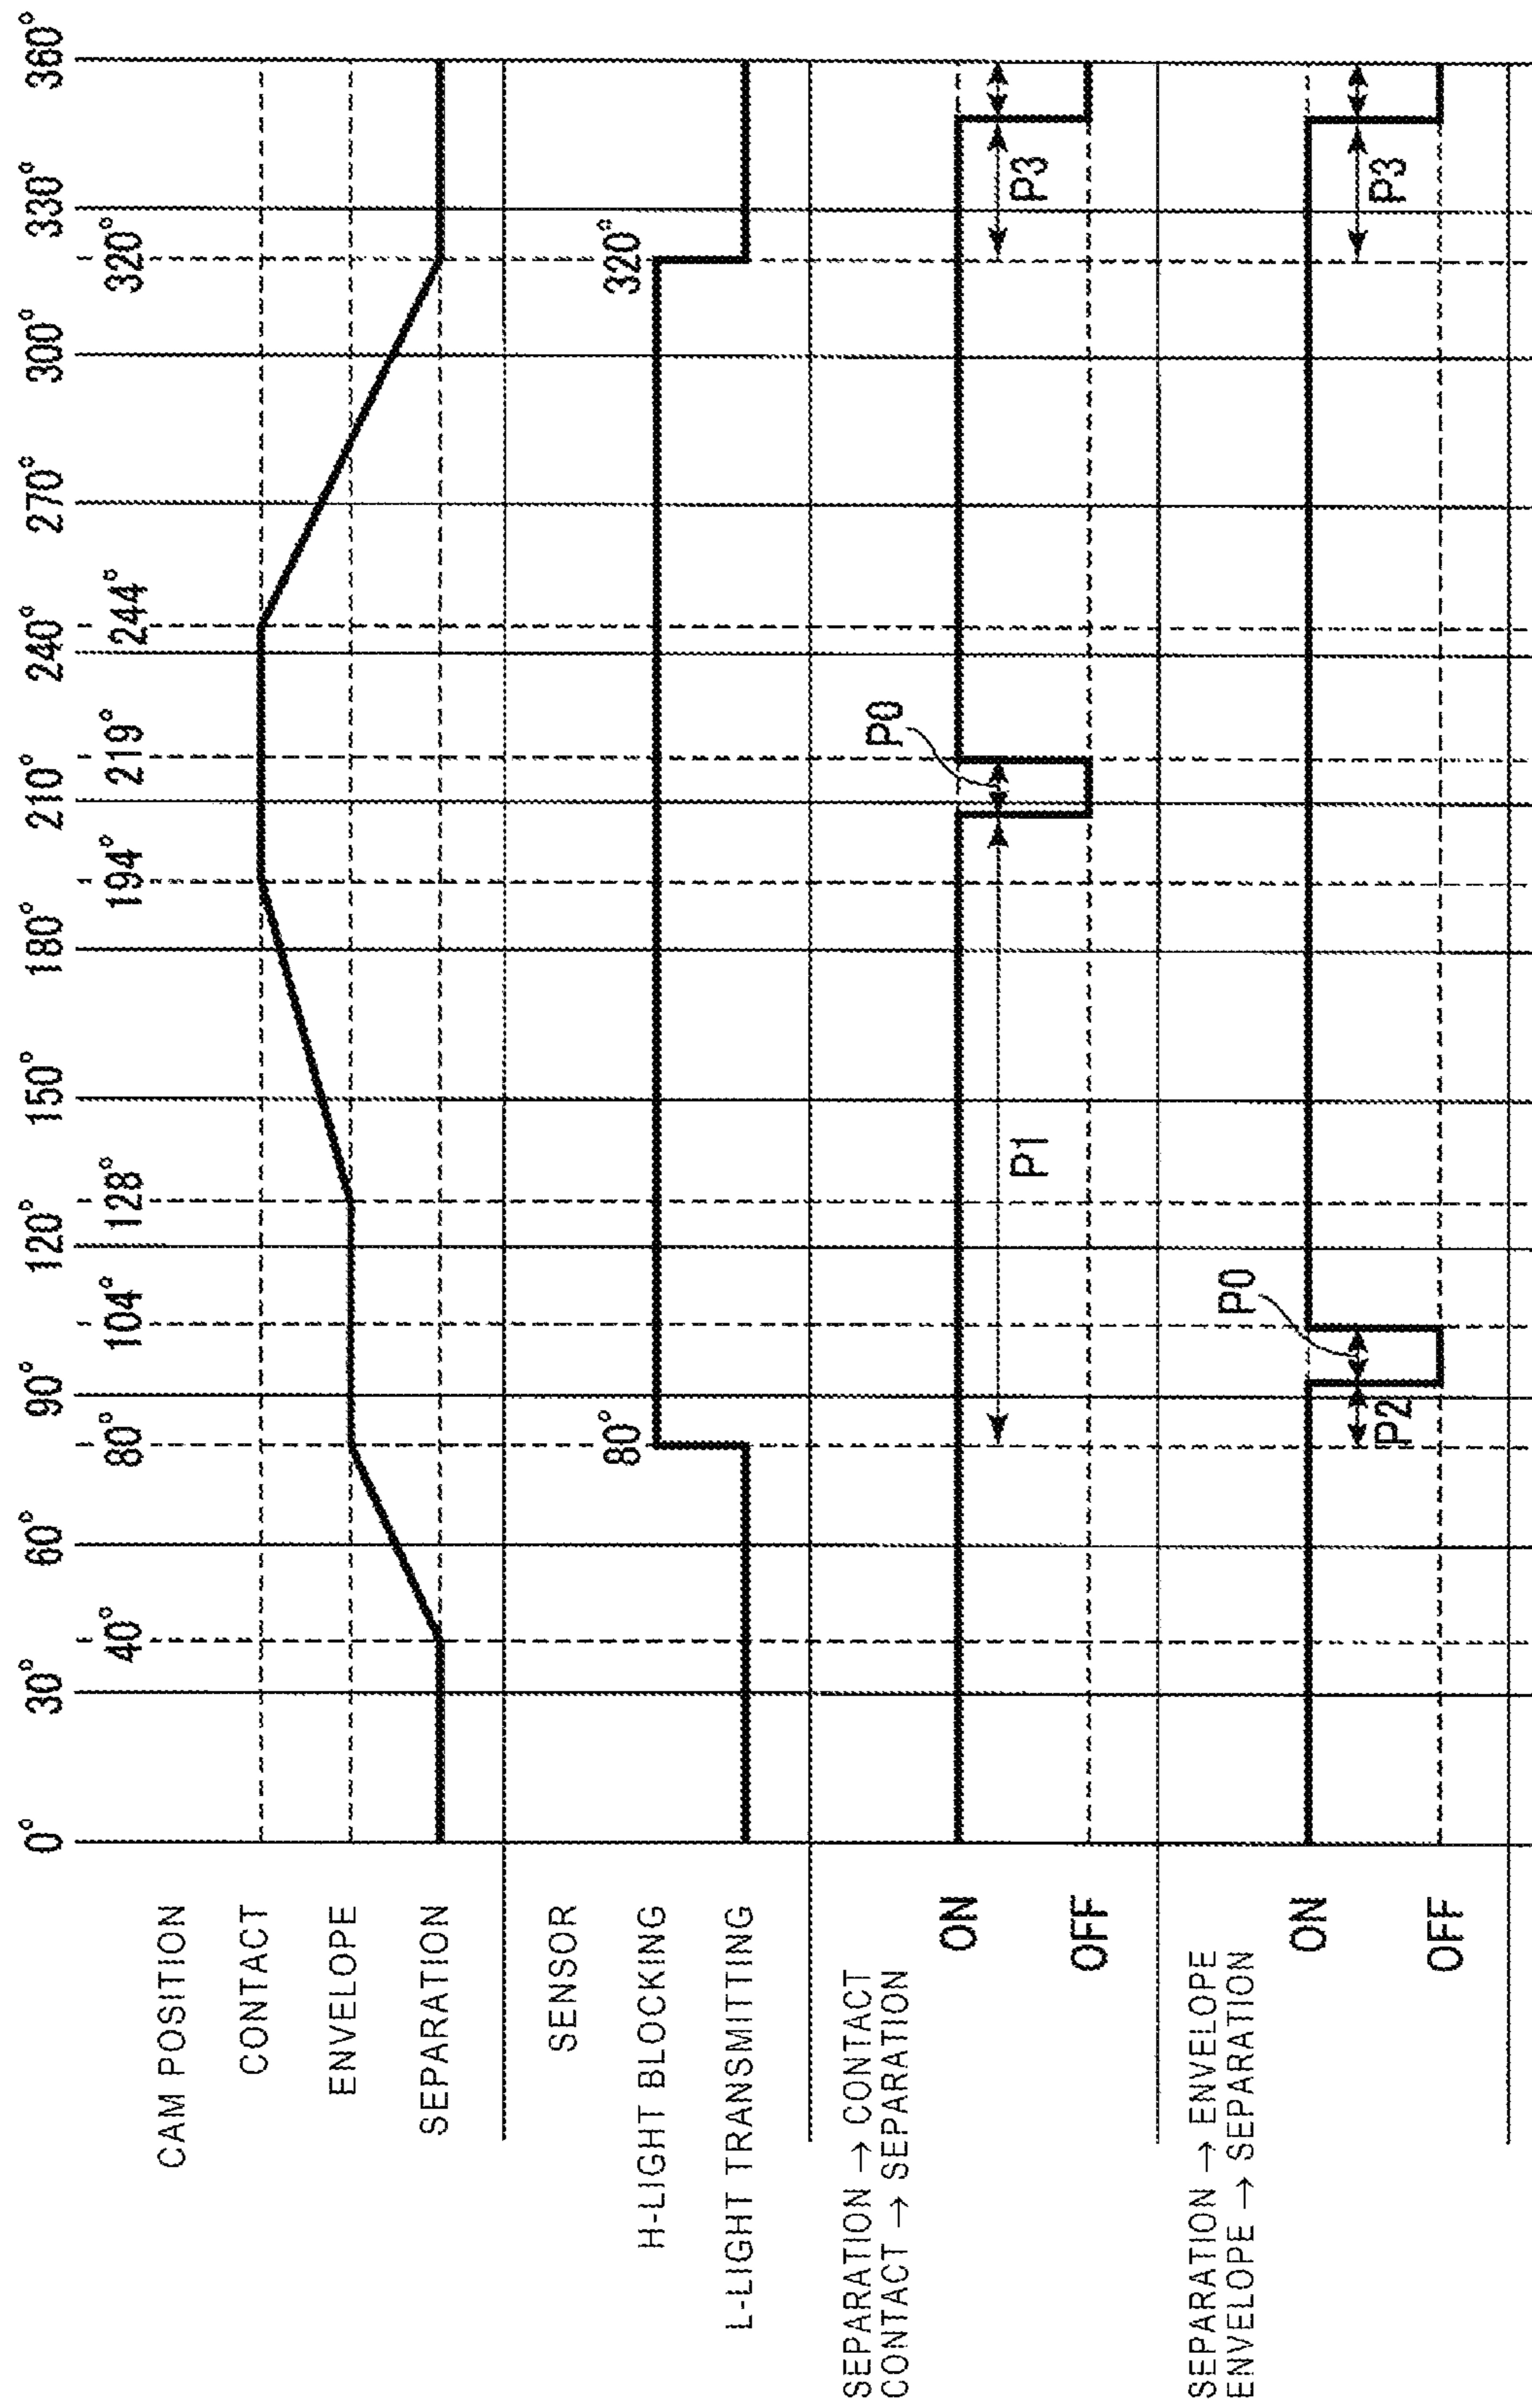 0° 30° 60° 90° 120° 150° 180° 210° 240° 270° 300° 330° 360°
40° 80° 104° 128° 194° 219° 244° 320°
CAM POSITION
CONTACT
ENVELOPE
SEPARATION
SENSOR
80° 320°
H-LIGHT BLOCKING
L-LIGHT TRANSMITTING
SEPARATION → CONTACT
CONTACT → SEPARATION
P0
ON
P1 P3
OFF
SEPARATION → ENVELOPE
ENVELOPE → SEPARATION
P0
ON
P2 P3
OFF